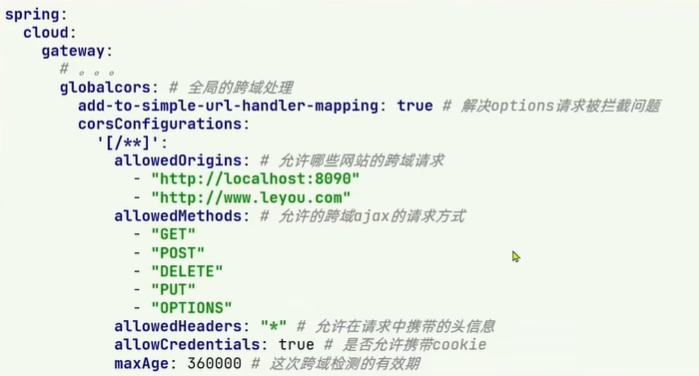 spring:
  cloud:
    gateway:
      # 。。。
      globalcors: # 全局的跨域处理
        add-to-simple-url-handler-mapping: true # 解决options请求被拦截问题
        corsConfigurations:
          '[/**]':
            allowedOrigins: # 允许哪些网站的跨域请求
              - "http://localhost:8090"
              - "http://www.leyou.com"
            allowedMethods: # 允许的跨域ajax的请求方式
              - "GET"
              - "POST"
              - "DELETE"
              - "PUT"
              - "OPTIONS"
            allowedHeaders: "*" # 允许在请求中携带的头信息
            allowCredentials: true # 是否允许携带cookie
            maxAge: 360000 # 这次跨域检测的有效期